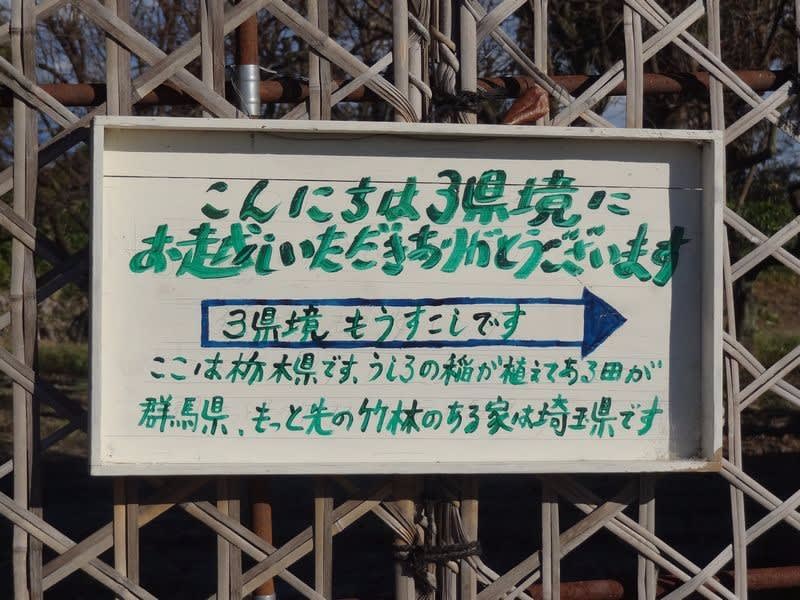 こんにちは3県境に
お越しいただきありがとうございます
3県境 もうすこしです
ここは栃木県です、うしろの稲が植えてある田が
群馬県、もっと先の竹林のある家は埼玉県です